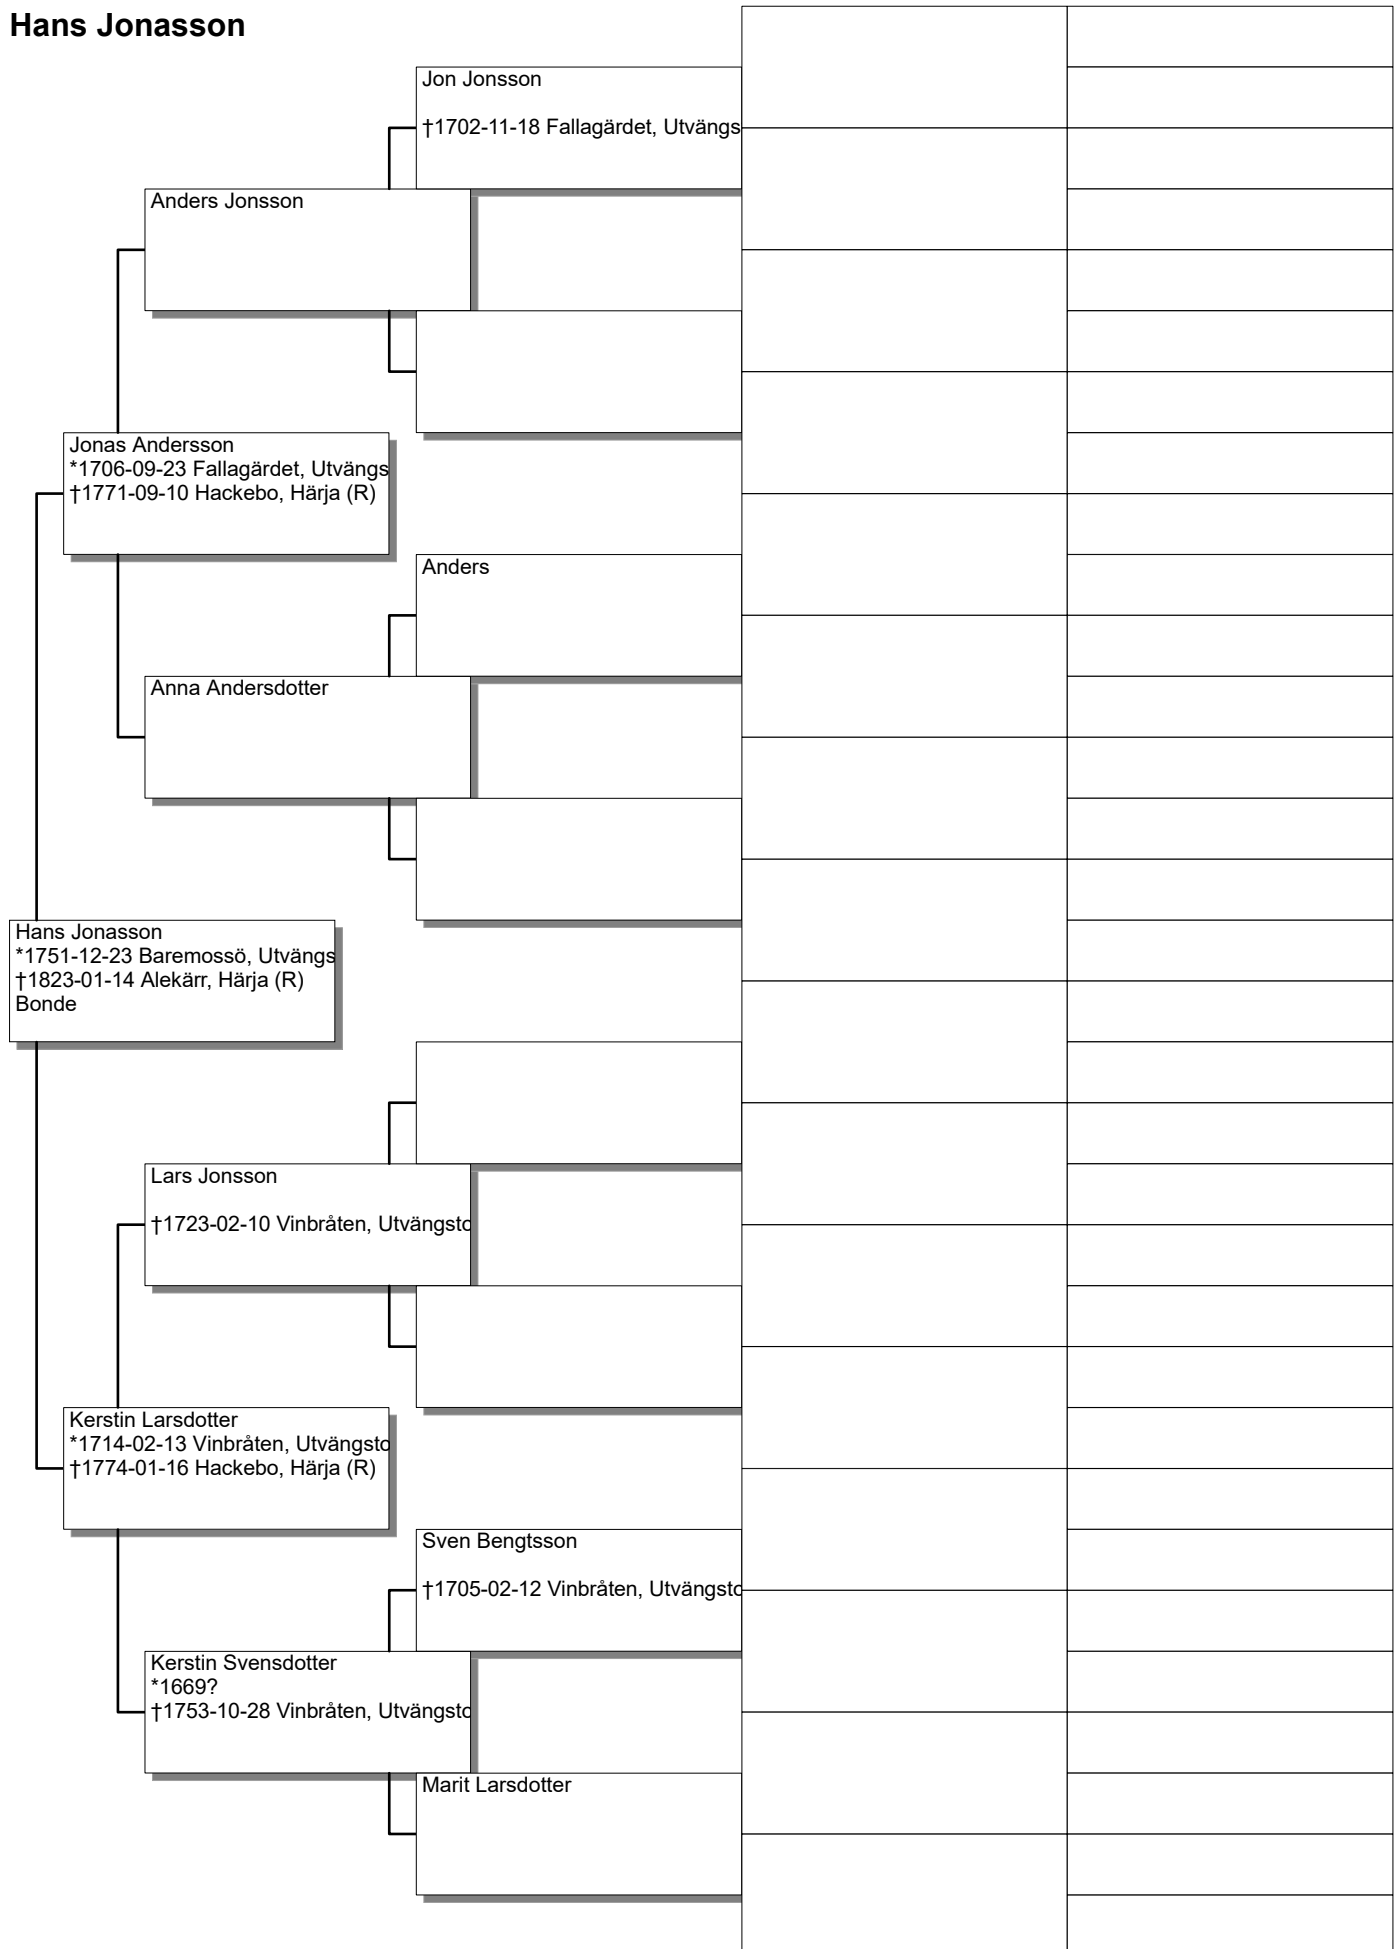 Hans Jonasson
Jon Jonsson
†1702-11-18 Fallagärdet, Utvängs
Anders Jonsson
Jonas Andersson
*1706-09-23 Fallagärdet, Utvängs
†1771-09-10 Hackebo, Härja (R)
Anders
Anna Andersdotter
Hans Jonasson
*1751-12-23 Baremossö, Utvängs
†1823-01-14 Alekärr, Härja (R)
Bonde
Lars Jonsson
†1723-02-10 Vinbråten, Utvängsto
Kerstin Larsdotter
*1714-02-13 Vinbråten, Utvängsto
†1774-01-16 Hackebo, Härja (R)
Sven Bengtsson
†1705-02-12 Vinbråten, Utvängsto
Kerstin Svensdotter
*1669?
†1753-10-28 Vinbråten, Utvängsto
Marit Larsdotter